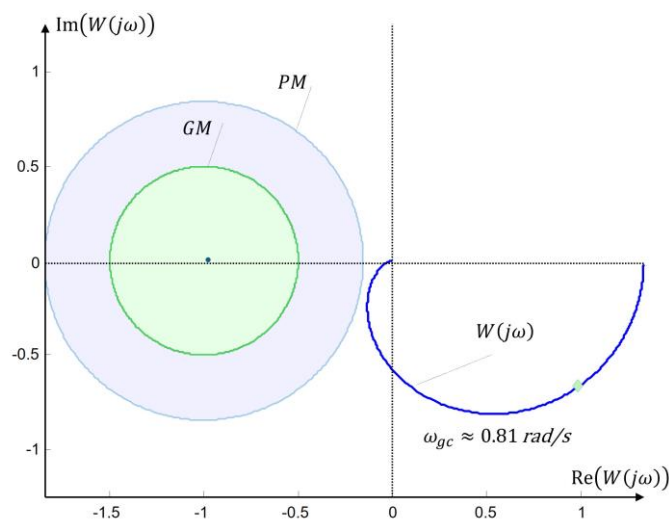 Im(W(jω))
1
PM
GM
0.5
0
W(jω)
-0.5
ω_gc ≈ 0.81 rad/s
-1
Re(W(jω))
-1.5
-1
-0.5
0
0.5
1